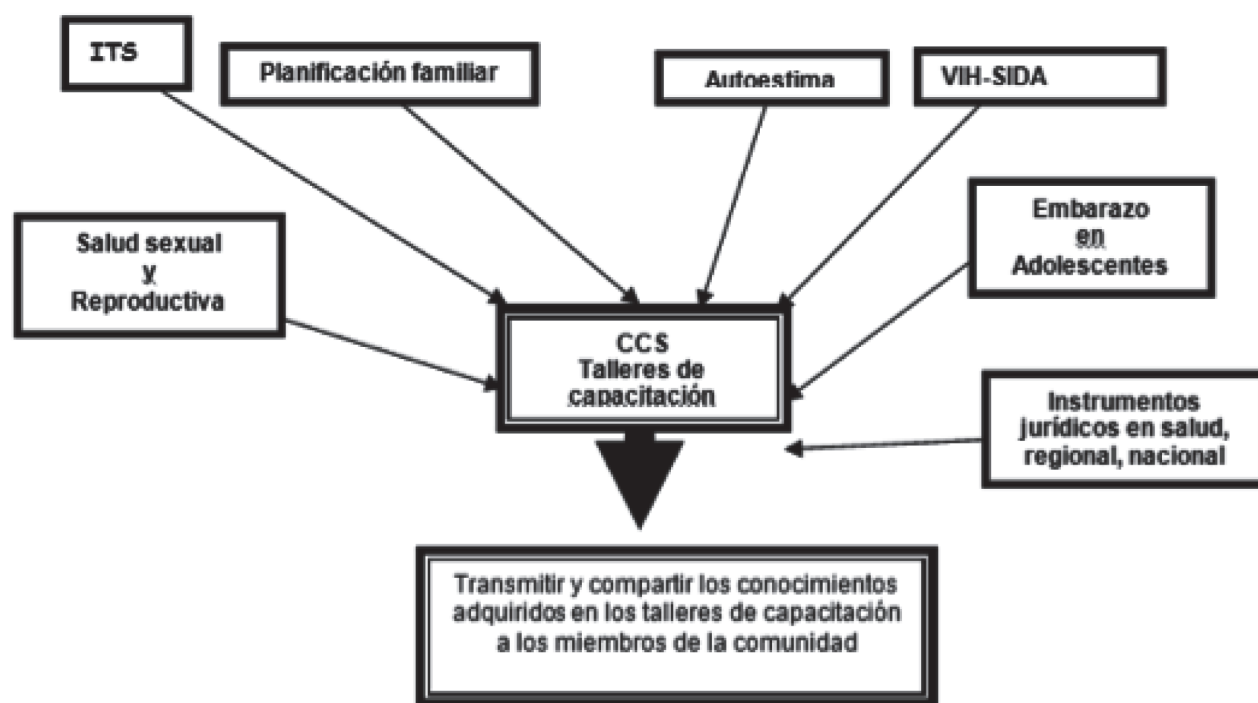 ITS
Planificación familiar
Autoestima
VIH-SIDA
Salud sexual
y
Reproductiva
Embarazo
en
Adolescentes
CCS
Talleres de
capacitación
Instrumentos
jurídicos en salud,
regional, nacional
Transmitir y compartir los conocimientos
adquiridos en los talleres de capacitación
a los miembros de la comunidad